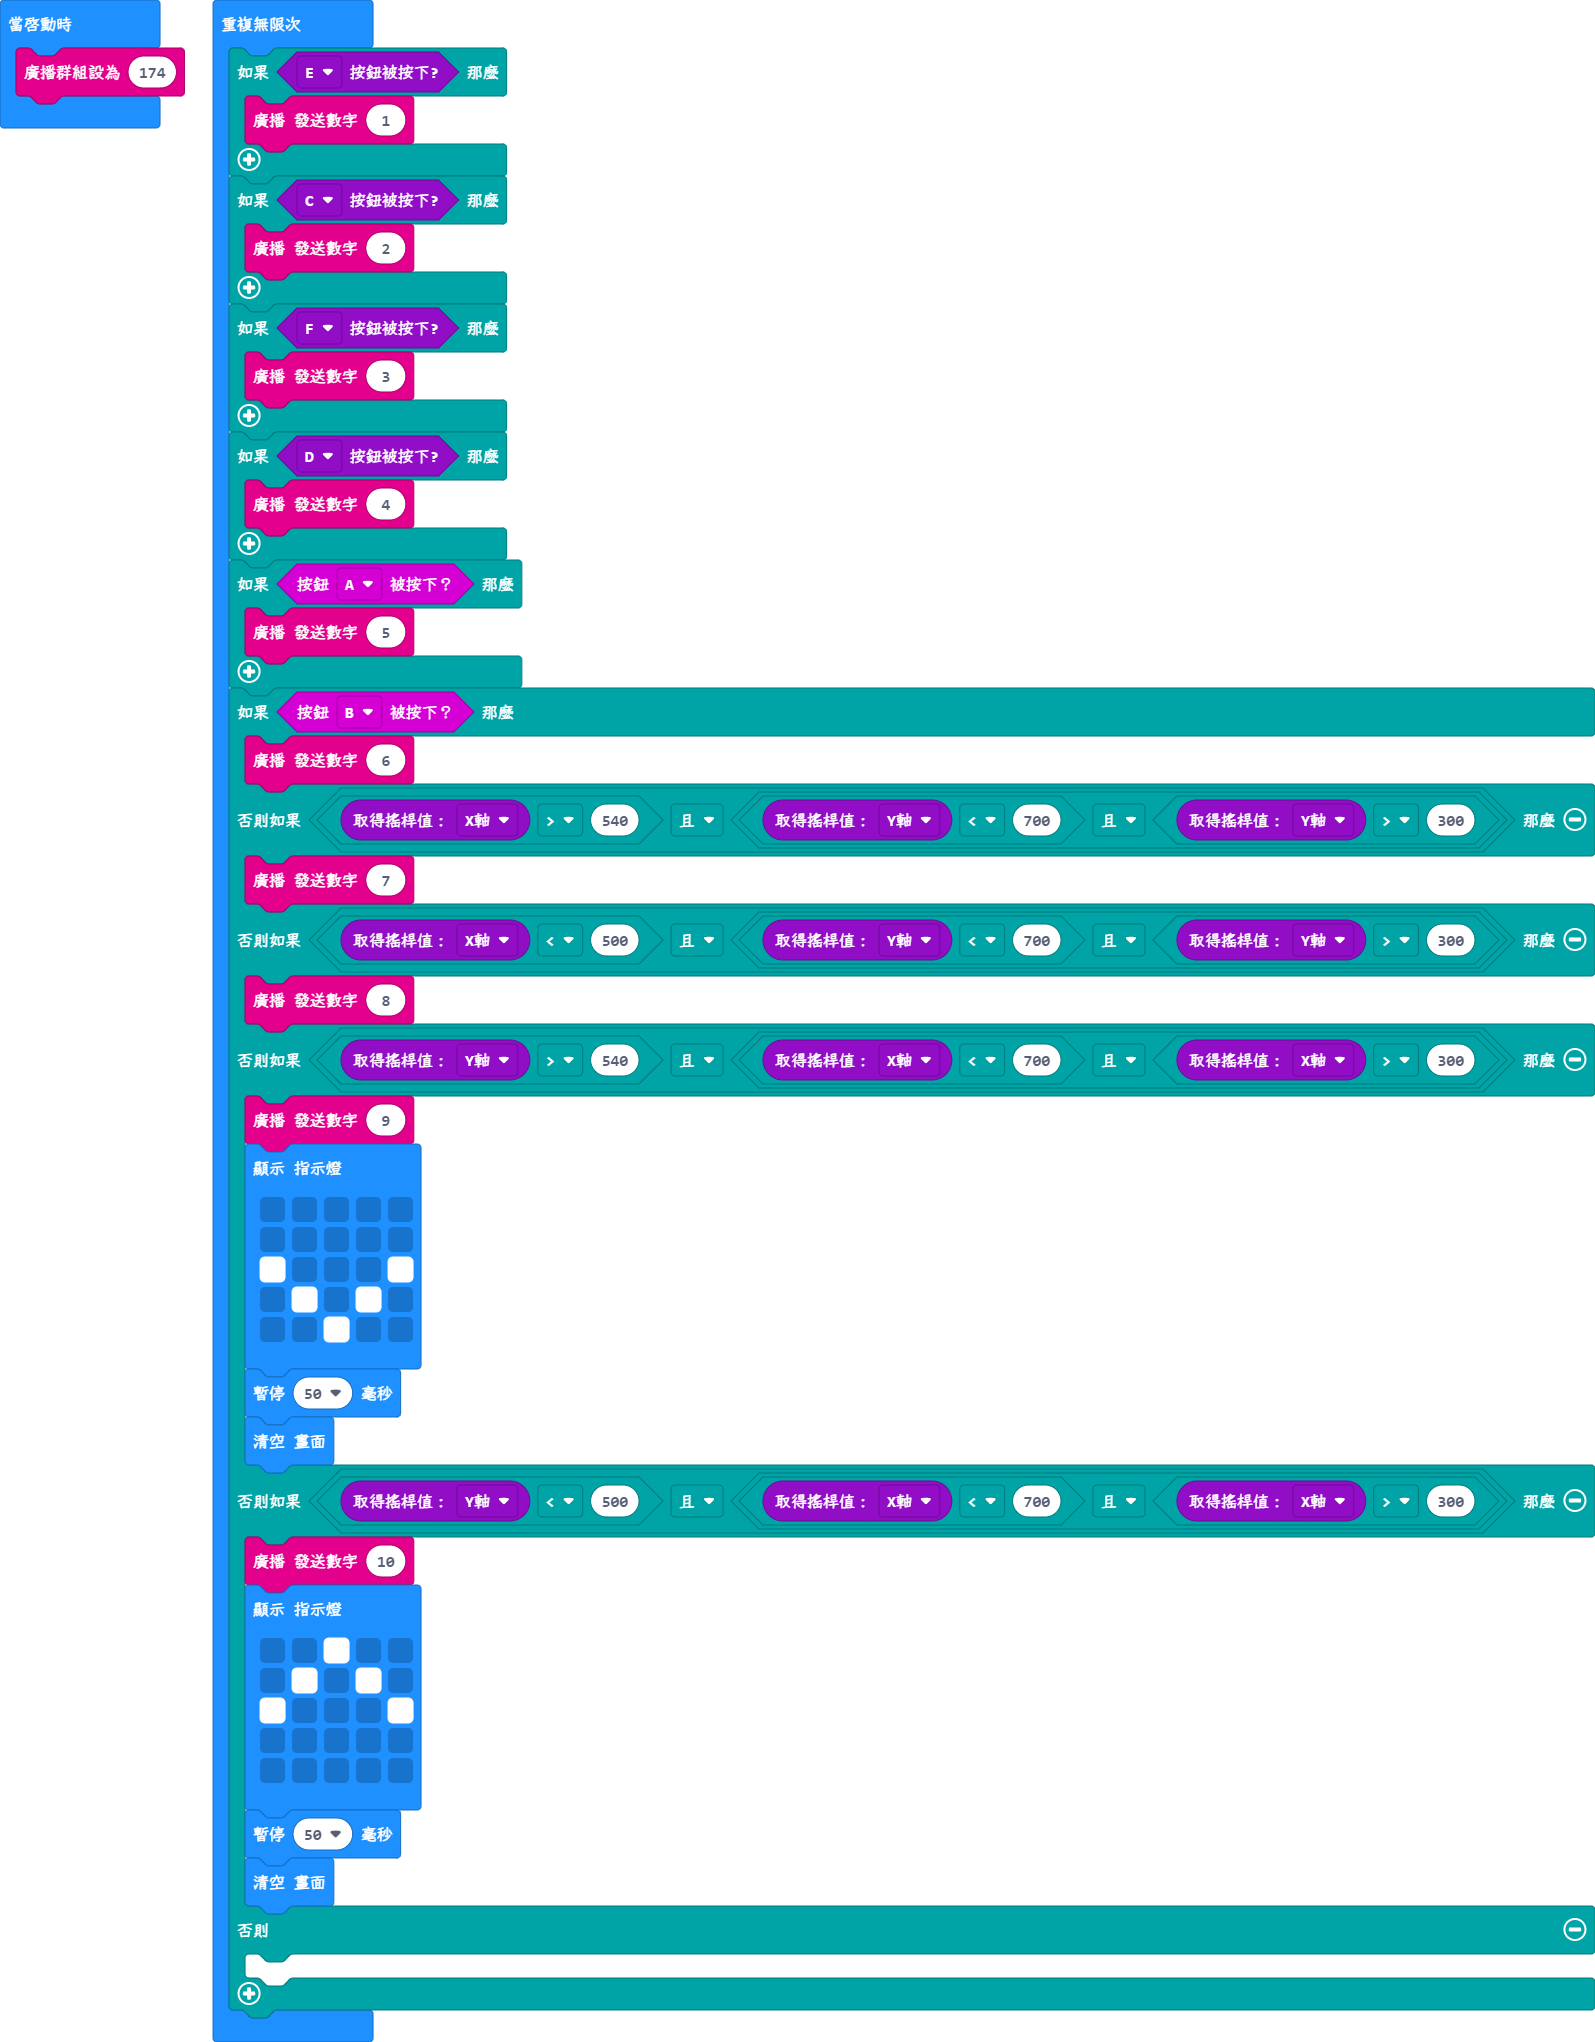 當啓動時
廣播群組設為 174
重複無限次
如果 E 按鈕被按下? 那麼
廣播 發送數字 1
如果 C 按鈕被按下? 那麼
廣播 發送數字 2
如果 F 按鈕被按下? 那麼
廣播 發送數字 3
如果 D 按鈕被按下? 那麼
廣播 發送數字 4
如果 按鈕 A 被按下？ 那麼
廣播 發送數字 5
如果 按鈕 B 被按下？ 那麼
廣播 發送數字 6
否則如果 取得搖桿值： X軸 > 540 且 取得搖桿值： Y軸 < 700 且 取得搖桿值： Y軸 > 300 那麼
廣播 發送數字 7
否則如果 取得搖桿值： X軸 < 500 且 取得搖桿值： Y軸 < 700 且 取得搖桿值： Y軸 > 300 那麼
廣播 發送數字 8
否則如果 取得搖桿值： Y軸 > 540 且 取得搖桿值： X軸 < 700 且 取得搖桿值： X軸 > 300 那麼
廣播 發送數字 9
顯示 指示燈
暫停 50 毫秒
清空 畫面
否則如果 取得搖桿值： Y軸 < 500 且 取得搖桿值： X軸 < 700 且 取得搖桿值： X軸 > 300 那麼
廣播 發送數字 10
顯示 指示燈
暫停 50 毫秒
清空 畫面
否則